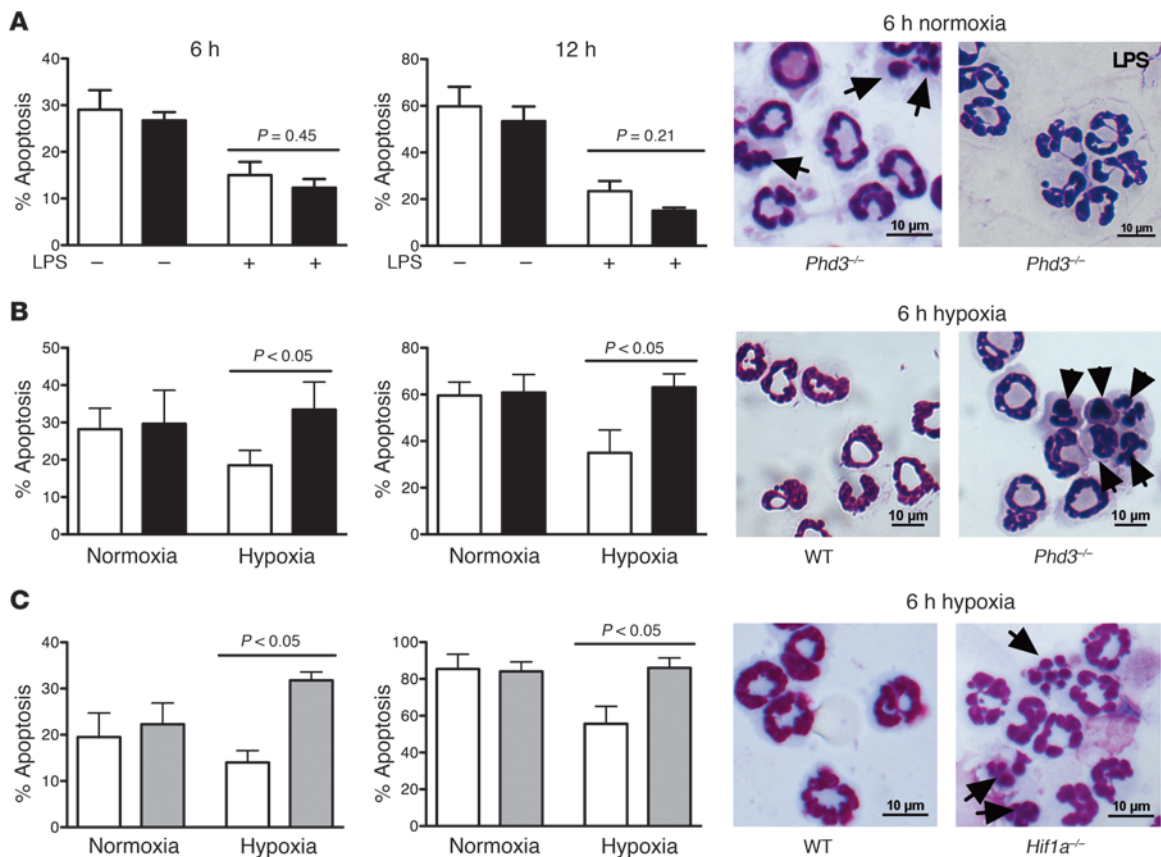 A
6 h
12 h
6 h normoxia
% Apoptosis
40
30
20
10
0
P = 0.45
LPS – – + +
% Apoptosis
80
60
40
20
0
P = 0.21
– – + +
10 µm
Phd3–/–
LPS
10 µm
Phd3–/–
B
6 h hypoxia
% Apoptosis
50
40
30
20
10
0
P < 0.05
Normoxia Hypoxia
% Apoptosis
80
60
40
20
0
P < 0.05
Normoxia Hypoxia
10 µm
WT
10 µm
Phd3–/–
C
6 h hypoxia
% Apoptosis
40
30
20
10
0
P < 0.05
Normoxia Hypoxia
% Apoptosis
100
80
60
40
20
0
P < 0.05
Normoxia Hypoxia
10 µm
WT
10 µm
Hif1a–/–